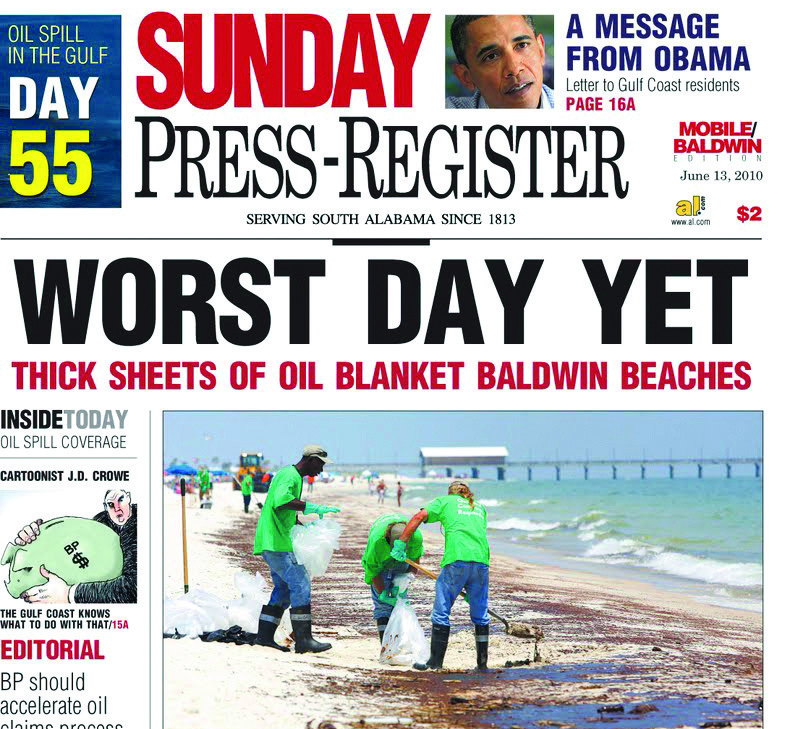 OIL SPILL
IN THE GULF
DAY
55
SUNDAY
PRESS-REGISTER
SERVING SOUTH ALABAMA SINCE 1813
A MESSAGE
FROM OBAMA
Letter to Gulf Coast residents
PAGE 16A
MOBILE/
BALDWIN
EDITION
June 13, 2010
al.com
www.al.com
$2
WORST DAY YET
THICK SHEETS OF OIL BLANKET BALDWIN BEACHES
INSIDETODAY
OIL SPILL COVERAGE
CARTOONIST J.D. CROWE
BP
$$
THE GULF COAST KNOWS
WHAT TO DO WITH THAT/15A
EDITORIAL
BP should
accelerate oil
claims process